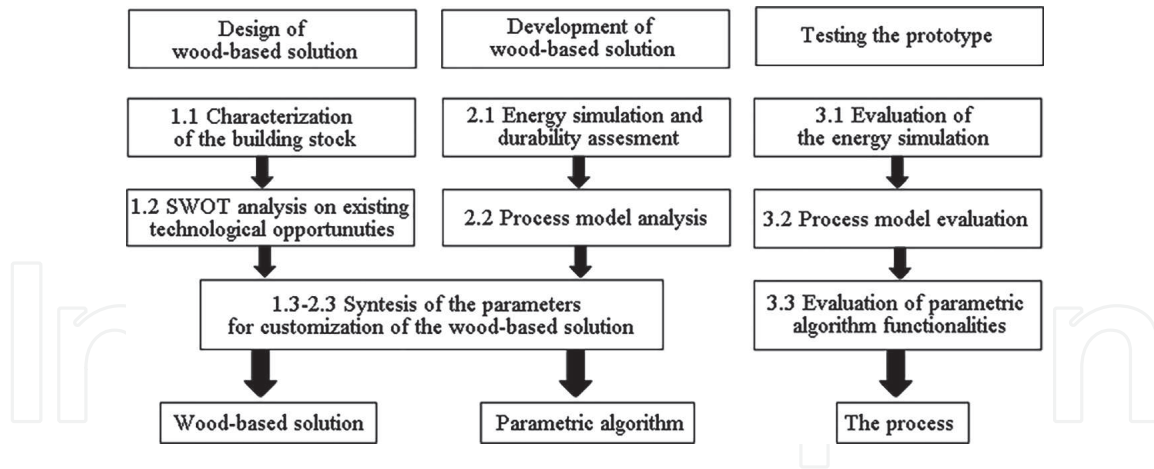 Design of
wood-based solution
Development of
wood-based solution
Testing the prototype
1.1 Characterization
of the building stock
2.1 Energy simulation and
durability assesment
3.1 Evaluation of
the energy simulation
1.2 SWOT analysis on existing
technological opportunuties
2.2 Process model analysis
3.2 Process model evaluation
1.3-2.3 Syntesis of the parameters
for customization of the wood-based solution
3.3 Evaluation of parametric
algorithm functionalities
Wood-based solution
Parametric algorithm
The process